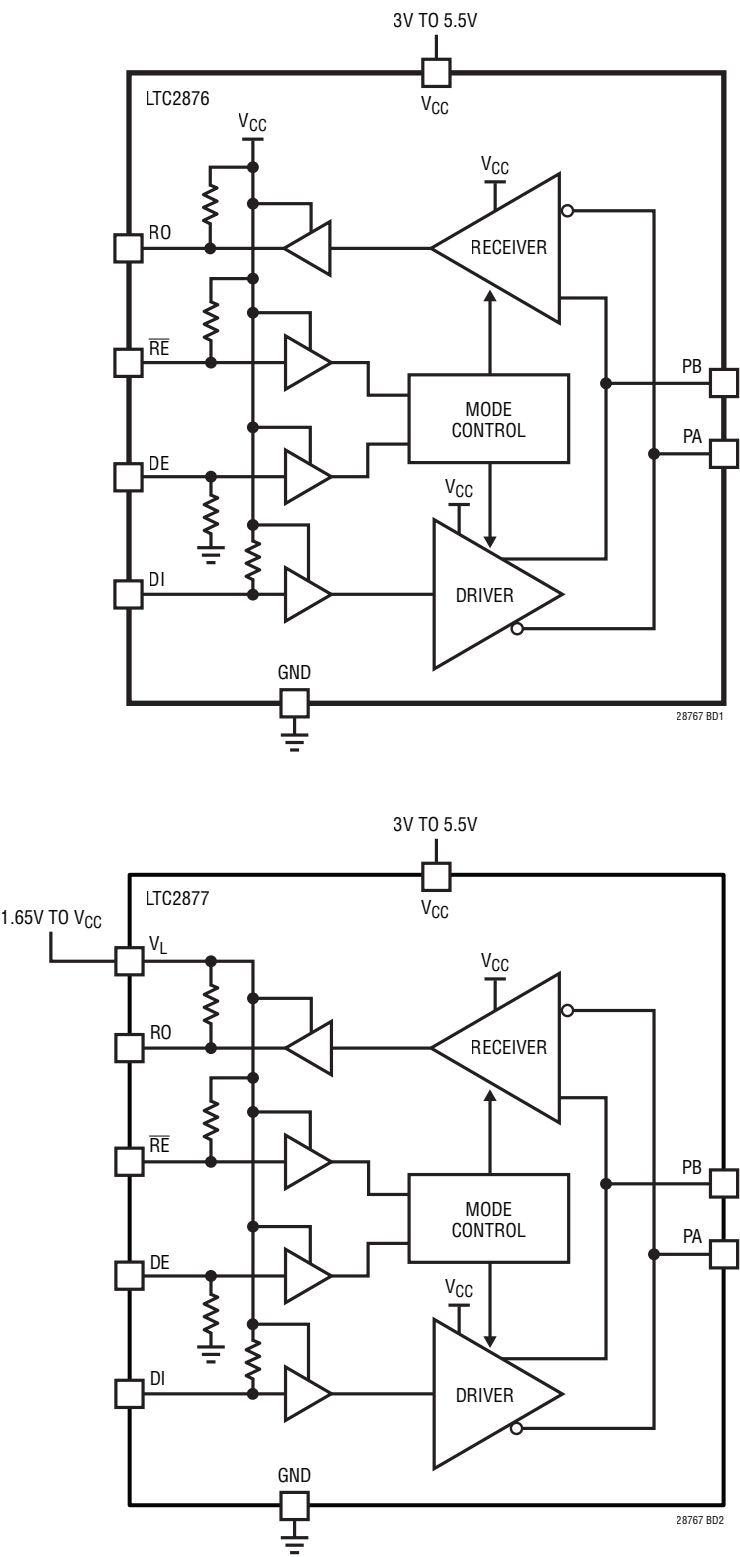 3V TO 5.5V
LTC2876
VCC
VCC
VCC
RO
RECEIVER
RE
PB
MODE
CONTROL
PA
DE
VCC
DI
DRIVER
GND
28767 BD1
3V TO 5.5V
LTC2877
VCC
1.65V TO VCC
VL
VCC
RO
RECEIVER
RE
PB
MODE
CONTROL
PA
DE
VCC
DI
DRIVER
GND
28767 BD2